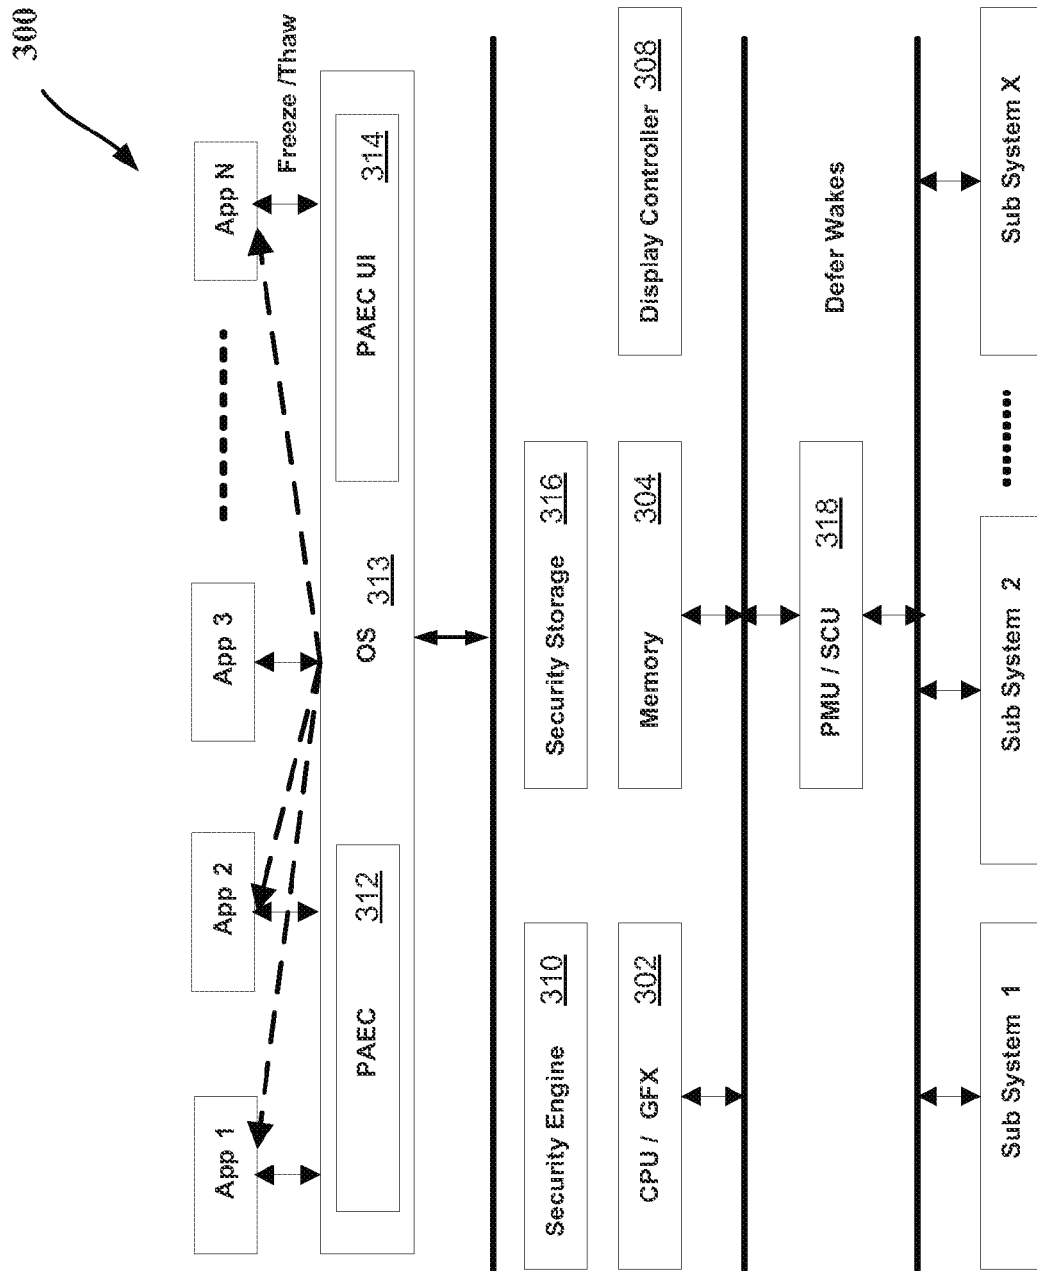 300
App 1
App 2
App 3
App N
Freeze /Thaw
PAEC 312
OS 313
PAEC UI 314
Security Engine 310
Security Storage 316
CPU / GFX 302
Memory 304
Display Controller 308
PMU / SCU 318
Defer Wakes
Sub System 1
Sub System 2
Sub System X